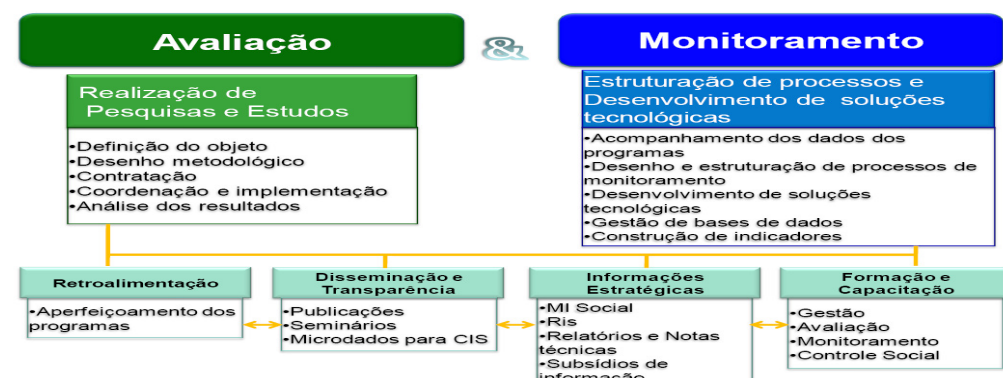 Avaliação
&
Monitoramento
Realização de
Pesquisas e Estudos
•Definição do objeto
•Desenho metodológico
•Contratação
•Coordenação e implementação
•Análise dos resultados
Estruturação de processos e
Desenvolvimento de soluções
tecnológicas
•Acompanhamento dos dados dos
programas
•Desenho e estruturação de processos de
monitoramento
•Desenvolvimento de soluções
tecnológicas
•Gestão de bases de dados
•Construção de indicadores
Retroalimentação
•Aperfeiçoamento dos
programas
Disseminação e
Transparência
•Publicações
•Seminários
•Microdados para CIS
Informações
Estratégicas
•MI Social
•Ris
•Relatórios e Notas
técnicas
•Subsídios de
informação
Formação e
Capacitação
•Gestão
•Avaliação
•Monitoramento
•Controle Social